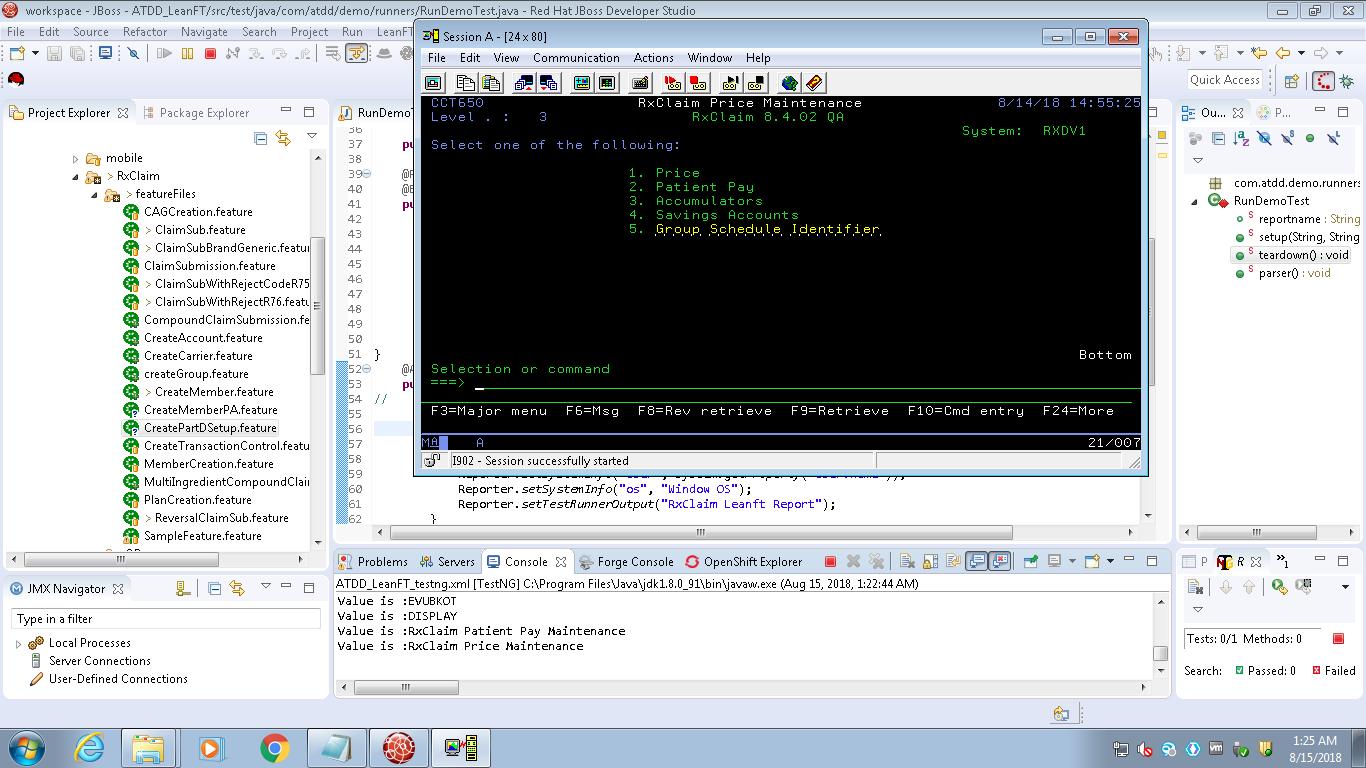 workspace - JBoss - ATDD_LeanFT/src/test/java/com/atdd/demo/runners/RunDemoTest.java - Red Hat JBoss Developer Studio
File Edit Source Refactor Navigate Search Project Run LeanFT
Quick Access
Project Explorer
Package Explorer
mobile
> RxClaim
> featureFiles
CAGCreation.feature
> ClaimSub.feature
> ClaimSubBrandGeneric.feature
ClaimSubmission.feature
> ClaimSubWithRejectCodeR75
> ClaimSubWithRejectR76.featu
CompoundClaimSubmission.fe
CreateAccount.feature
CreateCarrier.feature
createGroup.feature
> CreateMember.feature
CreateMemberPA.feature
CreatePartDSetup.feature
CreateTransactionControl.featu
MemberCreation.feature
MultiIngredientCompoundClai
PlanCreation.feature
> ReversalClaimSub.feature
SampleFeature.feature
JMX Navigator
Type in a filter
Local Processes
Server Connections
User-Defined Connections
RunDemo
36
37 pu
38
39 @P
40 @B
41 pu
42
43
44
45
46
47
48
49
50
51 }
52 @A
53 pu
54 //
55
56
57
58
59
60 Reporter.setSystemInfo("os", "Window OS");
61 Reporter.setTestRunnerOutput("RxClaim Leanft Report");
62 }
Session A - [24 x 80]
File Edit View Communication Actions Window Help
CCT650 RxClaim Price Maintenance 8/14/18 14:55:25
Level . : 3 RxClaim 8.4.02 QA
System: RXDV1
Select one of the following:
1. Price
2. Patient Pay
3. Accumulators
4. Savings Accounts
5. Group Schedule Identifier
Bottom
Selection or command
===>
F3=Major menu F6=Msg F8=Rev retrieve F9=Retrieve F10=Cmd entry F24=More
MA A 21/007
I902 - Session successfully started
Ou...
P...
com.atdd.demo.runners
RunDemoTest
reportname : String
setup(String, String
teardown() : void
parser() : void
Problems Servers Console Forge Console OpenShift Explorer
ATDD_LeanFT_testng.xml [TestNG] C:\Program Files\Java\jdk1.8.0_91\bin\javaw.exe (Aug 15, 2018, 1:22:44 AM)
Value is :EVUBKOT
Value is :DISPLAY
Value is :RxClaim Patient Pay Maintenance
Value is :RxClaim Price Maintenance
P R »1
Tests: 0/1 Methods: 0
Search: Passed: 0 Failed
1:25 AM
8/15/2018